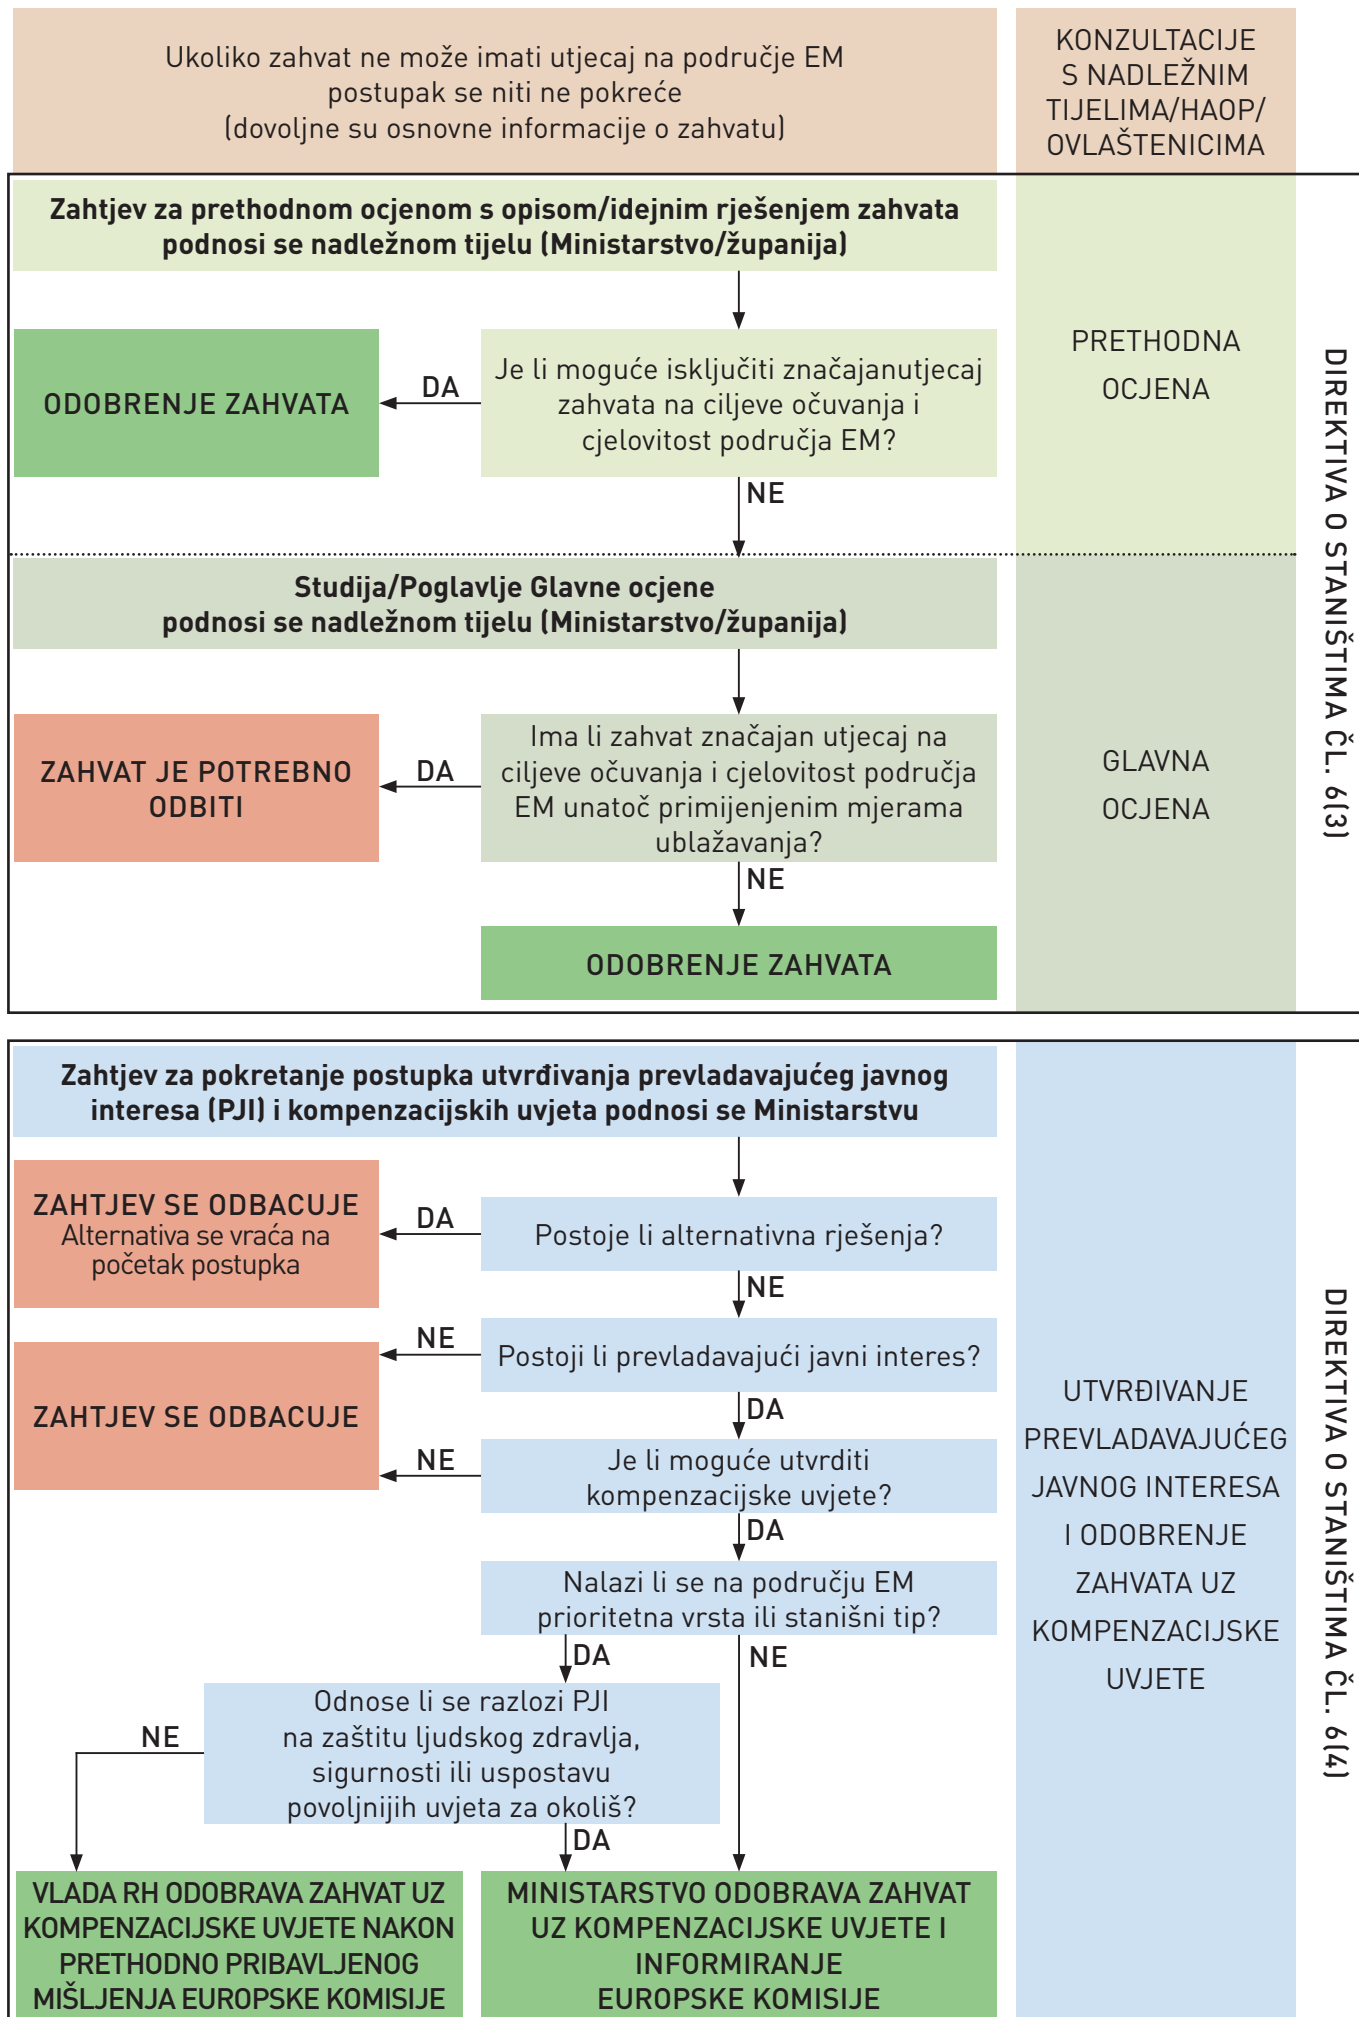 Ukoliko zahvat ne može imati utjecaj na područje EM
postupak se niti ne pokreće
(dovoljne su osnovne informacije o zahvatu)
KONZULTACIJE
S NADLEŽNIM
TIJELIMA/HAOP/
OVLAŠTENICIMA
Zahtjev za prethodnom ocjenom s opisom/idejnim rješenjem zahvata
podnosi se nadležnom tijelu (Ministarstvo/županija)
ODOBRENJE ZAHVATA
DA
Je li moguće isključiti značajanutjecaj
zahvata na ciljeve očuvanja i
cjelovitost područja EM?
NE
PRETHODNA
OCJENA
DIREKTIVA O STANIŠTIMA ČL. 6(3)
Studija/Poglavlje Glavne ocjene
podnosi se nadležnom tijelu (Ministarstvo/županija)
ZAHVAT JE POTREBNO
ODBITI
DA
Ima li zahvat značajan utjecaj na
ciljeve očuvanja i cjelovitost područja
EM unatoč primijenjenim mjerama
ublažavanja?
NE
GLAVNA
OCJENA
ODOBRENJE ZAHVATA
Zahtjev za pokretanje postupka utvrđivanja prevladavajućeg javnog
interesa (PJI) i kompenzacijskih uvjeta podnosi se Ministarstvu
ZAHTJEV SE ODBACUJE
Alternativa se vraća na
početak postupka
DA
Postoje li alternativna rješenja?
NE
NE
Postoji li prevladavajući javni interes?
DA
ZAHTJEV SE ODBACUJE
NE
Je li moguće utvrditi
kompenzacijske uvjete?
DA
Nalazi li se na području EM
prioritetna vrsta ili stanišni tip?
DA
NE
NE
Odnose li se razlozi PJI
na zaštitu ljudskog zdravlja,
sigurnosti ili uspostavu
povoljnijih uvjeta za okoliš?
DA
UTVRĐIVANJE
PREVLADAVAJUĆEG
JAVNOG INTERESA
I ODOBRENJE
ZAHVATA UZ
KOMPENZACIJSKE
UVJETE
DIREKTIVA O STANIŠTIMA ČL. 6(4)
VLADA RH ODOBRAVA ZAHVAT UZ
KOMPENZACIJSKE UVJETE NAKON
PRETHODNO PRIBAVLJENOG
MIŠLJENJA EUROPSKE KOMISIJE
MINISTARSTVO ODOBRAVA ZAHVAT
UZ KOMPENZACIJSKE UVJETE I
INFORMIRANJE
EUROPSKE KOMISIJE